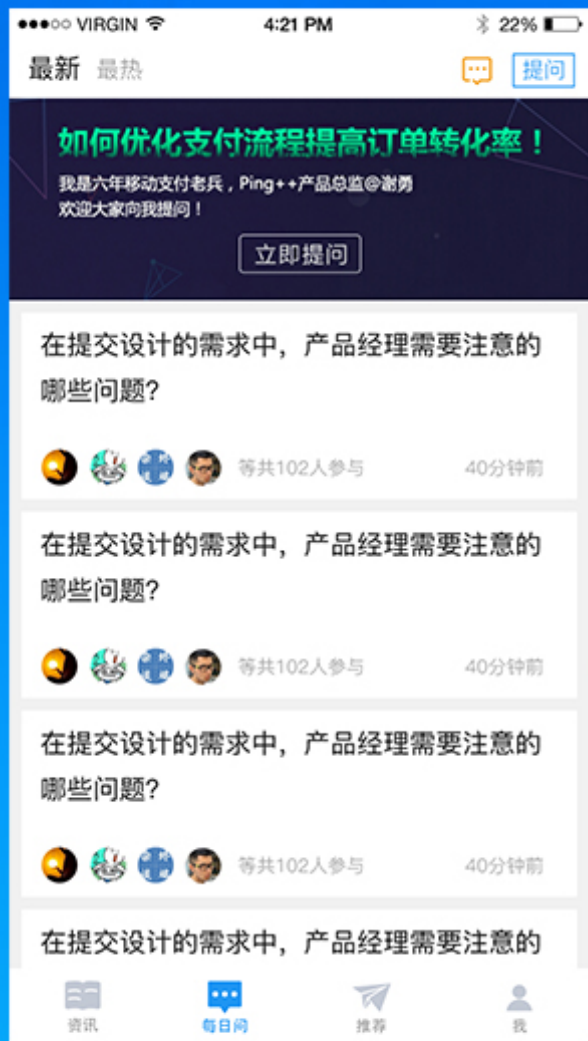 VIRGIN 4:21 PM 22%
最新 最热 提问
如何优化支付流程提高订单转化率！
我是六年移动支付老兵，Ping++产品总监@谢勇
欢迎大家向我提问！
立即提问
在提交设计的需求中，产品经理需要注意的
哪些问题？
等共102人参与 40分钟前
在提交设计的需求中，产品经理需要注意的
哪些问题？
等共102人参与 40分钟前
在提交设计的需求中，产品经理需要注意的
哪些问题？
等共102人参与 40分钟前
在提交设计的需求中，产品经理需要注意的
资讯 每日问 推荐 我